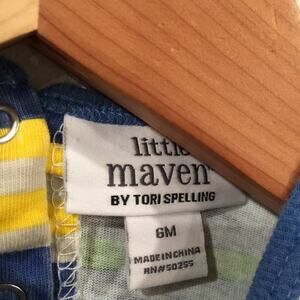 little
maven
BY TORI SPELLING
6M
MADE IN CHINA
RN#50255